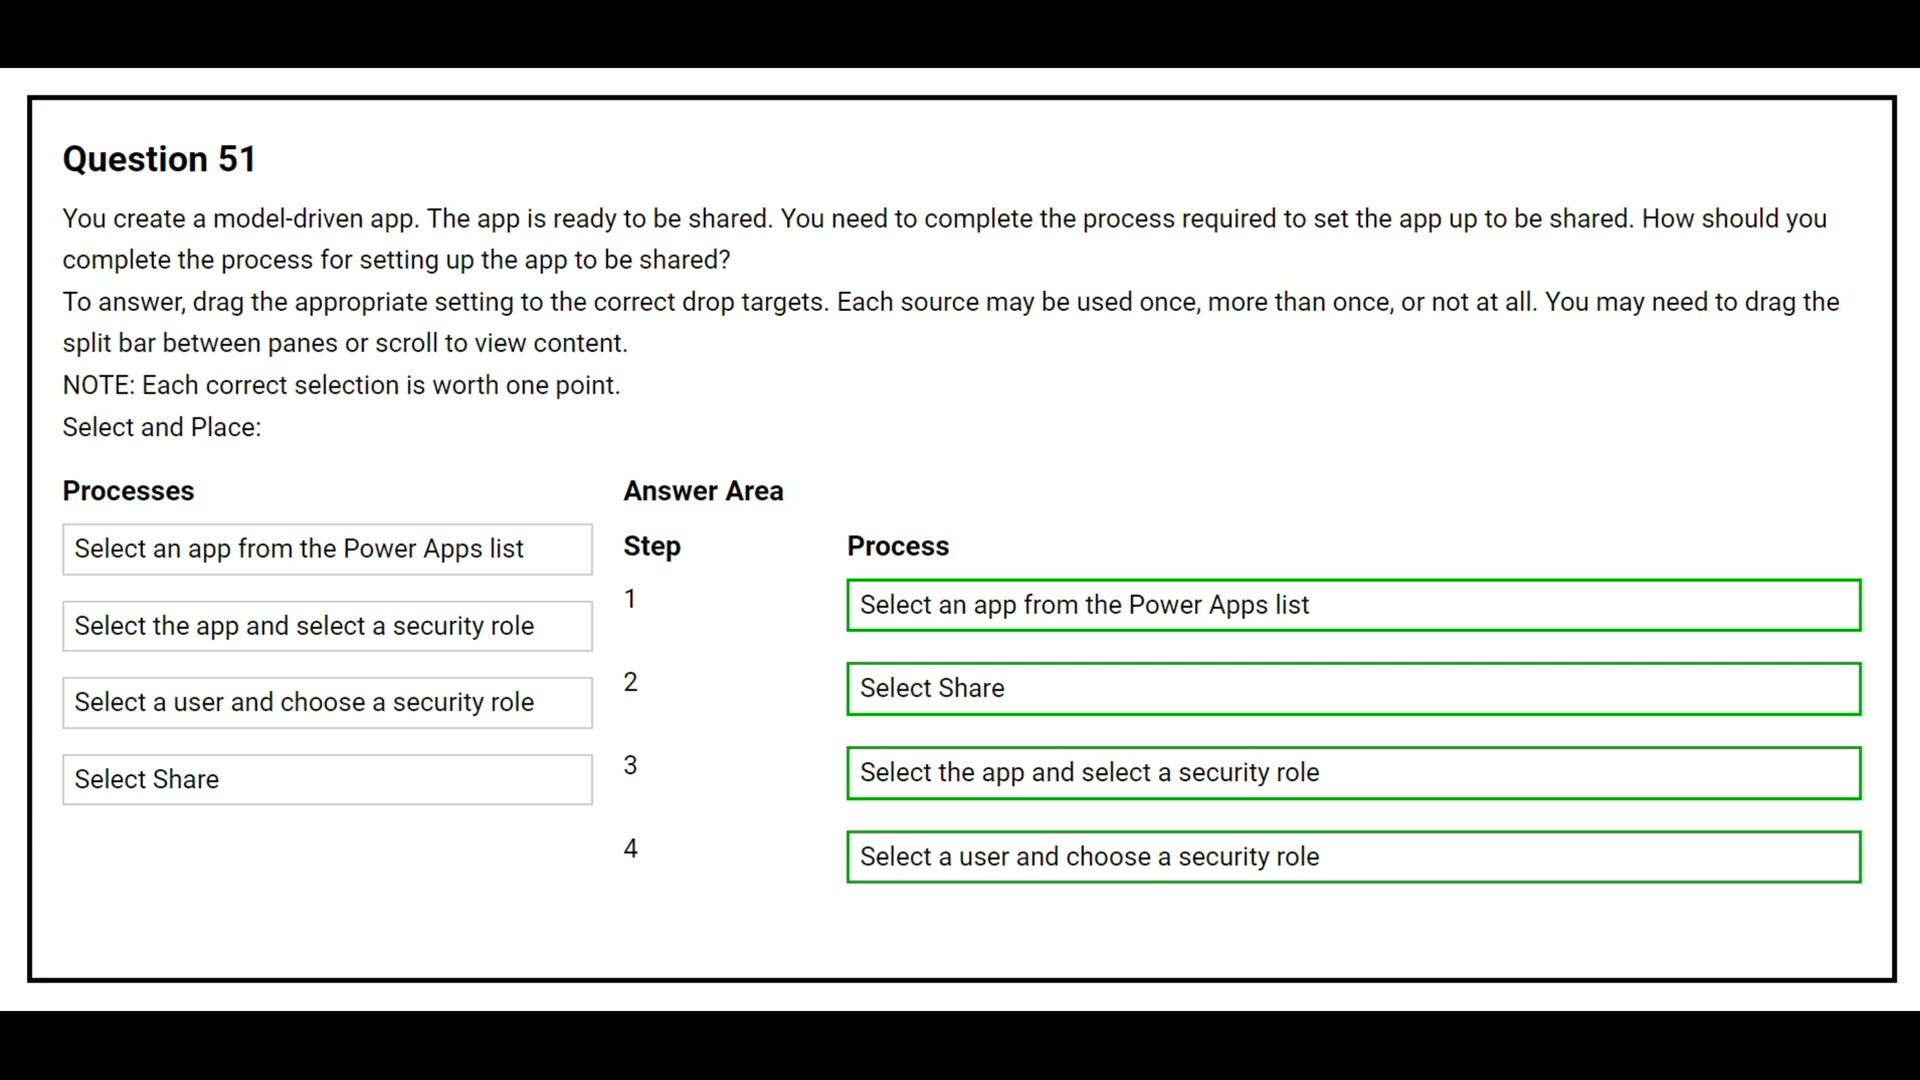 Question 51
You create a model-driven app. The app is ready to be shared. You need to complete the process required to set the app up to be shared. How should you
complete the process for setting up the app to be shared?
To answer, drag the appropriate setting to the correct drop targets. Each source may be used once, more than once, or not at all. You may need to drag the
split bar between panes or scroll to view content.
NOTE: Each correct selection is worth one point.
Select and Place:
Processes
Select an app from the Power Apps list
Select the app and select a security role
Select a user and choose a security role
Select Share
Answer Area
Step
Process
1
Select an app from the Power Apps list
2
Select Share
3
Select the app and select a security role
4
Select a user and choose a security role